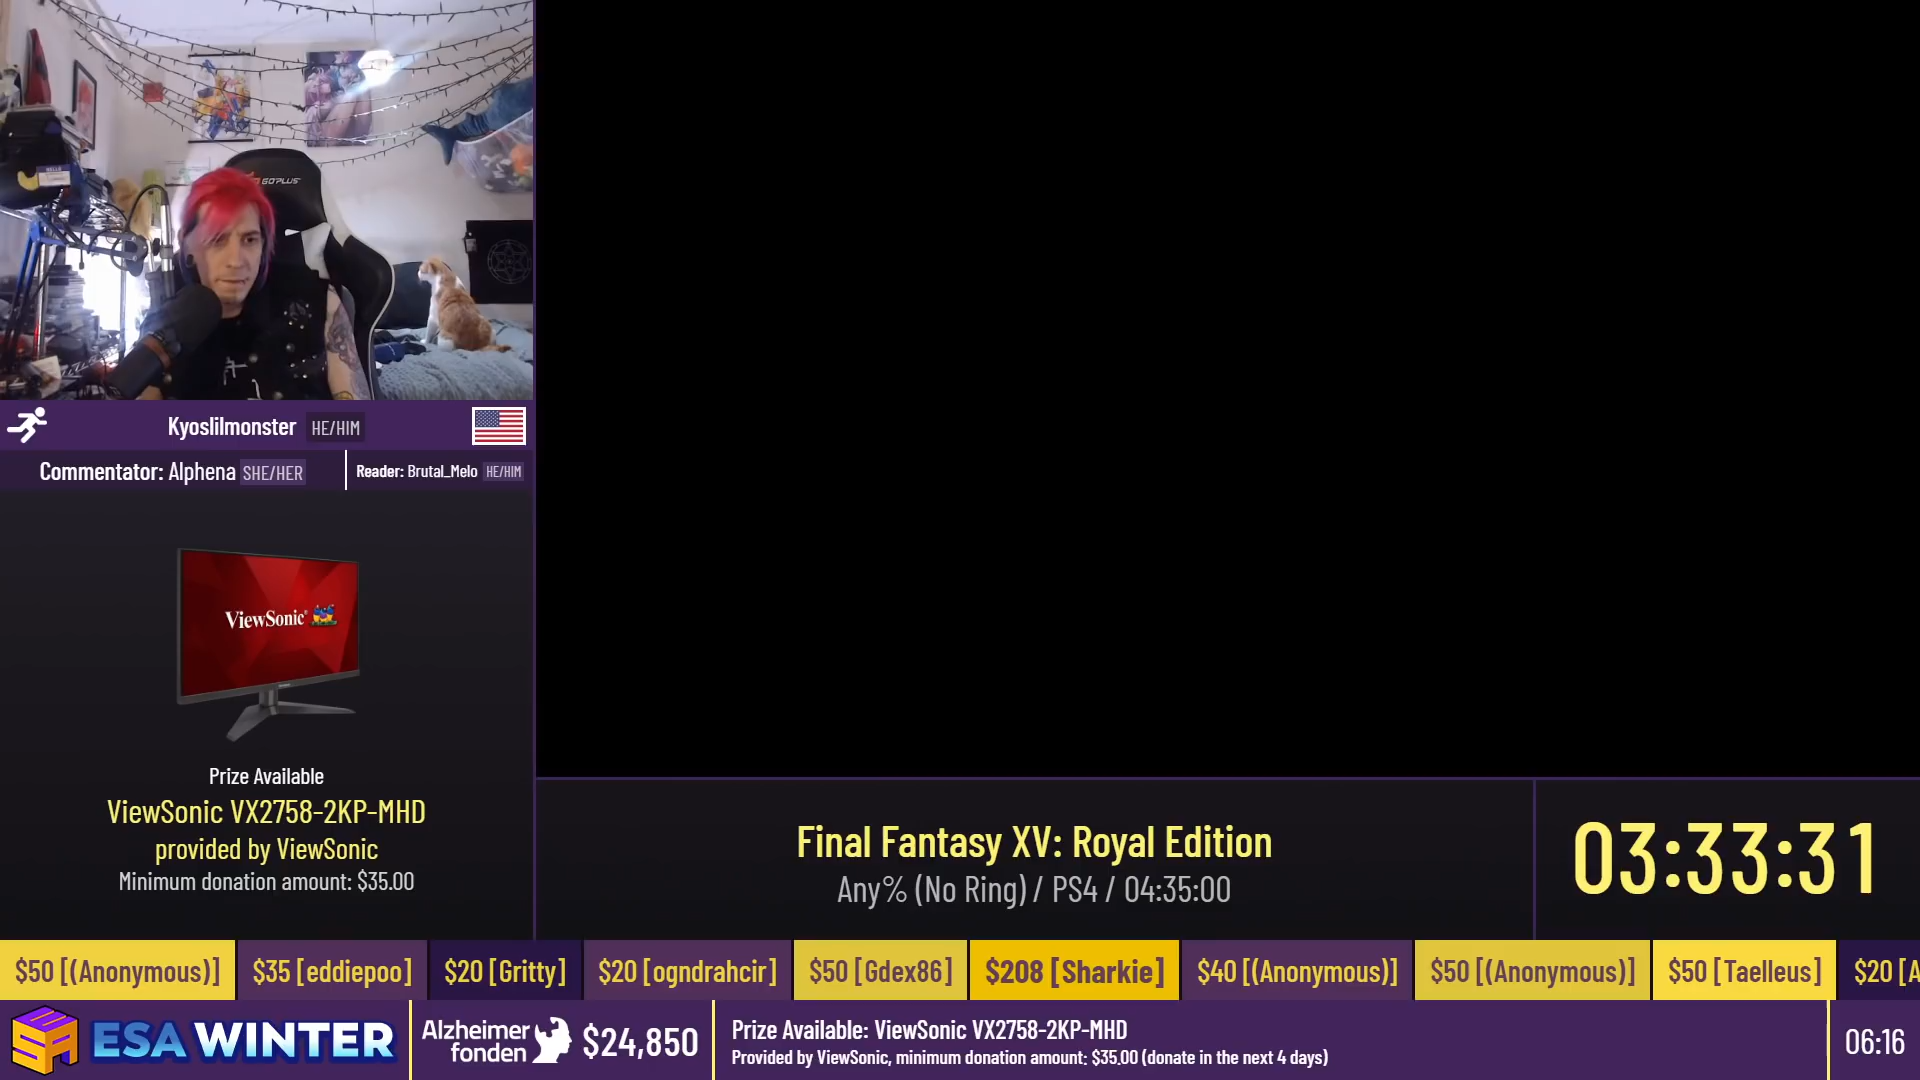 GOPLUS
Kyoslilmonster HE/HIM
Commentator: Alphena SHE/HER
Reader: Brutal_Melo HE/HIM
ViewSonic
Prize Available
ViewSonic VX2758-2KP-MHD
provided by ViewSonic
Minimum donation amount: $35.00
Final Fantasy XV: Royal Edition
Any% (No Ring) / PS4 / 04:35:00
03:33:31
$50 [(Anonymous)]
$35 [eddiepoo]
$20 [Gritty]
$20 [ogndrahcir]
$50 [Gdex86]
$208 [Sharkie]
$40 [(Anonymous)]
$50 [(Anonymous)]
$50 [Taelleus]
$20 [A
ESA WINTER
Alzheimer
fonden
$24,850
Prize Available: ViewSonic VX2758-2KP-MHD
Provided by ViewSonic, minimum donation amount: $35.00 (donate in the next 4 days)
06:16